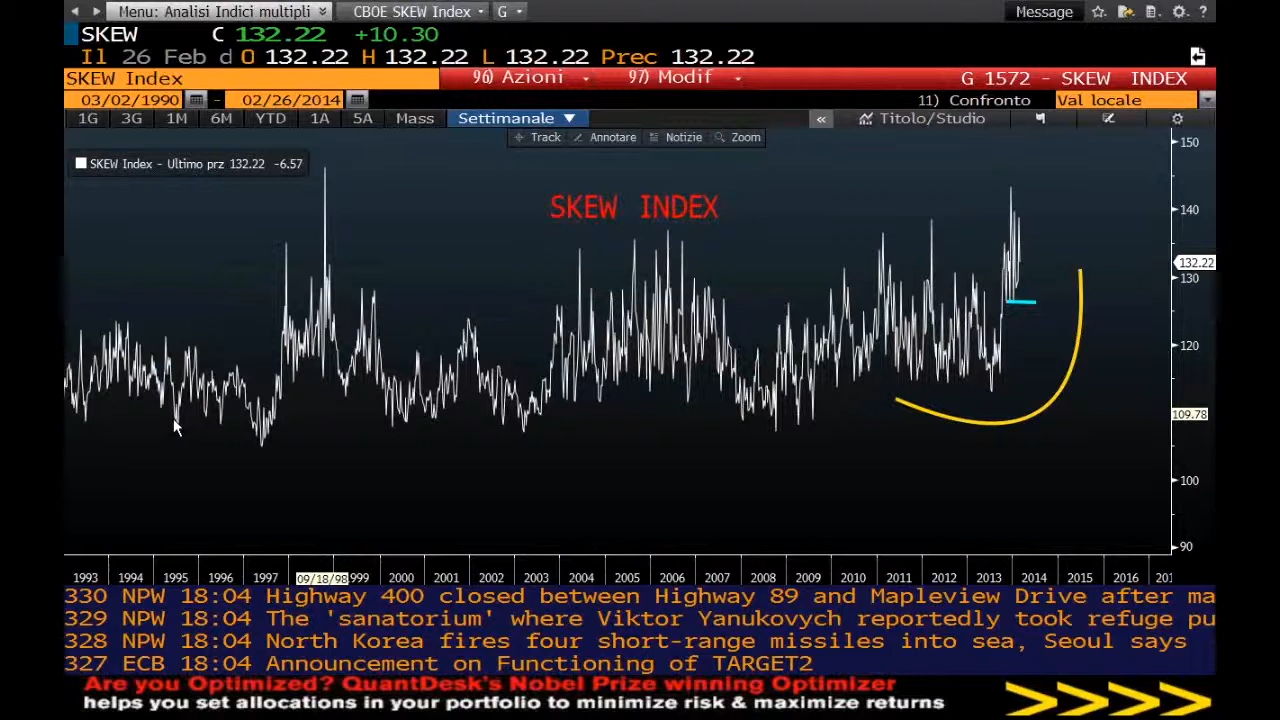 Menu: Analisi Indici multipli
CBOE SKEW Index
G
Message
?
SKEW C 132.22 +10.30
Il 26 Feb d O 132.22 H 132.22 L 132.22 Prec 132.22
SKEW Index 96) Azioni 97) Modif G 1572 - SKEW INDEX
03/02/1990 - 02/26/2014 11) Confronto Val locale
1G 3G 1M 6M YTD 1A 5A Mass Settimanale ▼ « Titolo/Studio
Track Annotare Notizie Zoom
SKEW Index - Ultimo prz 132.22 -6.57
SKEW INDEX
150
140
132.22
130
120
109.78
100
90
1993 1994 1995 1996 1997 09/18/98 999 2000 2001 2002 2003 2004 2005 2006 2007 2008 2009 2010 2011 2012 2013 2014 2015 2016 201
330 NPW 18:04 Highway 400 closed between Highway 89 and Mapleview Drive after ma
329 NPW 18:04 The 'sanatorium' where Viktor Yanukovych reportedly took refuge pu
328 NPW 18:04 North Korea fires four short-range missiles into sea, Seoul says
327 ECB 18:04 Announcement on Functioning of TARGET2
Are you Optimized? QuantDesk's Nobel Prize winning Optimizer
helps you set allocations in your portfolio to minimize risk & maximize returns